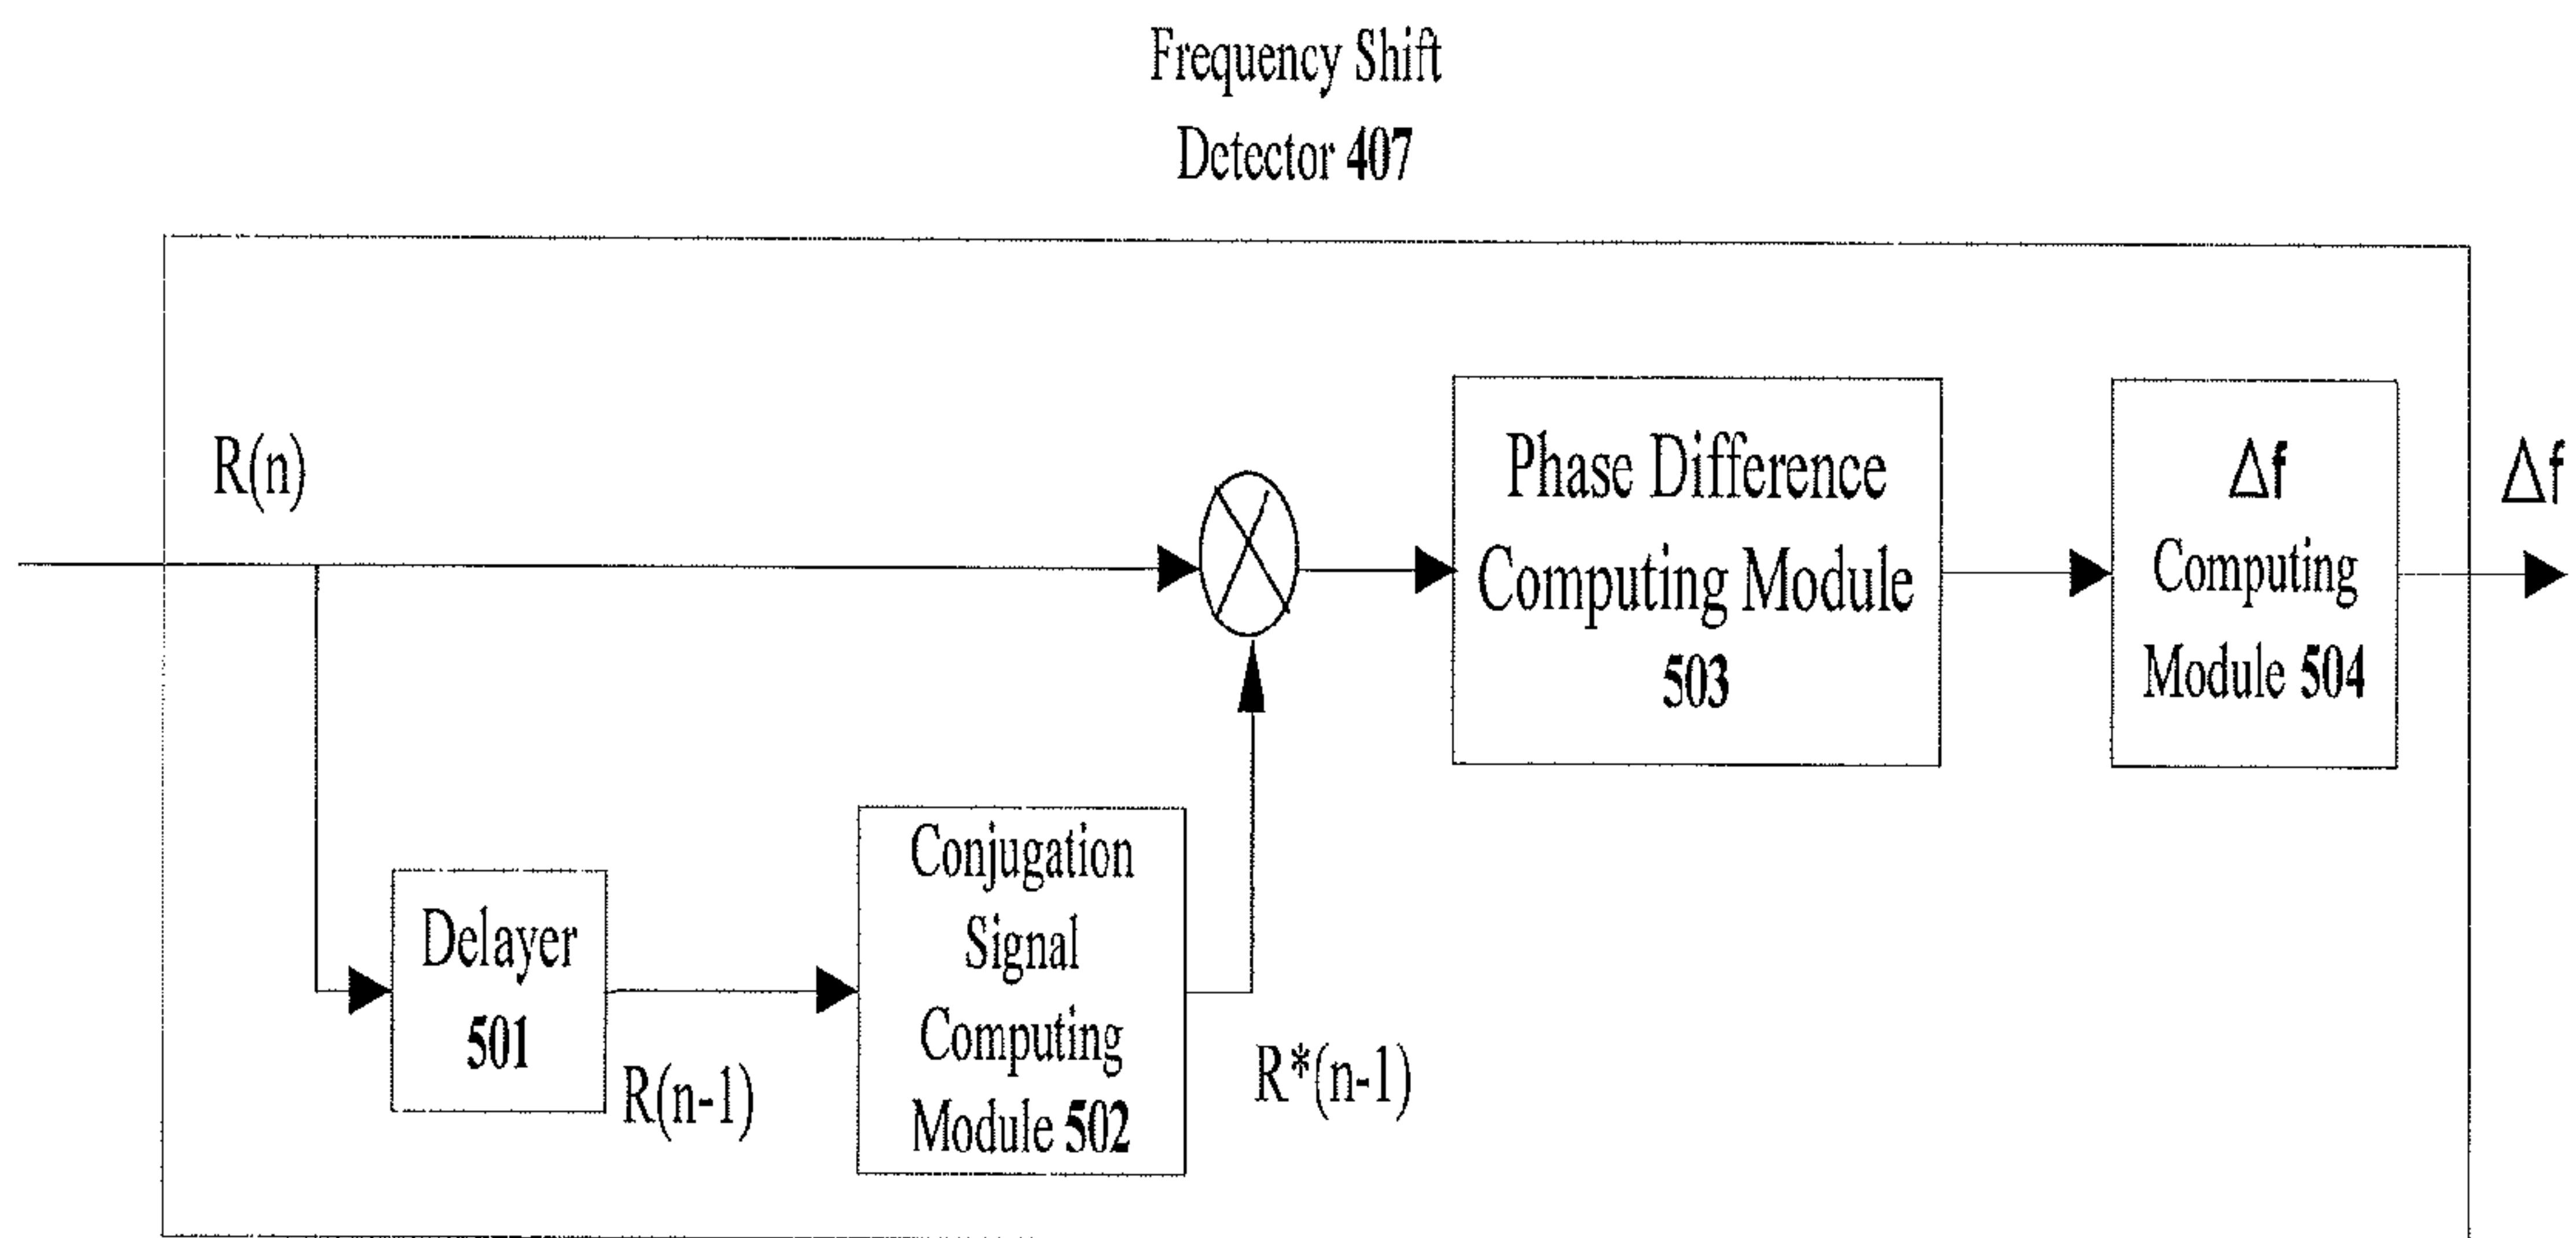 Frequency Shift
Detector 407
R(n)
Phase Difference
Computing Module
503
Δf
Computing
Module 504
Δf
Delayer
501
R(n-1)
Conjugation
Signal
Computing
Module 502
R*(n-1)